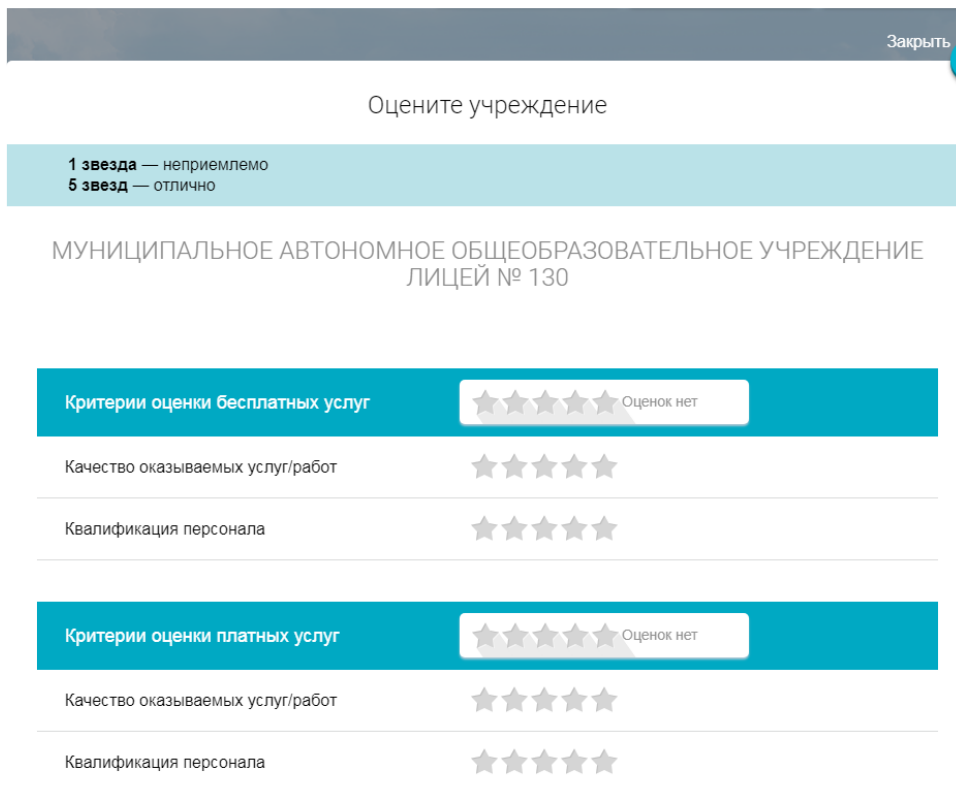 Закрыть
Оцените учреждение
1 звезда — неприемлемо
5 звезд — отлично
МУНИЦИПАЛЬНОЕ АВТОНОМНОЕ ОБЩЕОБРАЗОВАТЕЛЬНОЕ УЧРЕЖДЕНИЕ
ЛИЦЕЙ № 130
Критерии оценки бесплатных услуг Оценок нет
Качество оказываемых услуг/работ
Квалификация персонала
Критерии оценки платных услуг Оценок нет
Качество оказываемых услуг/работ
Квалификация персонала